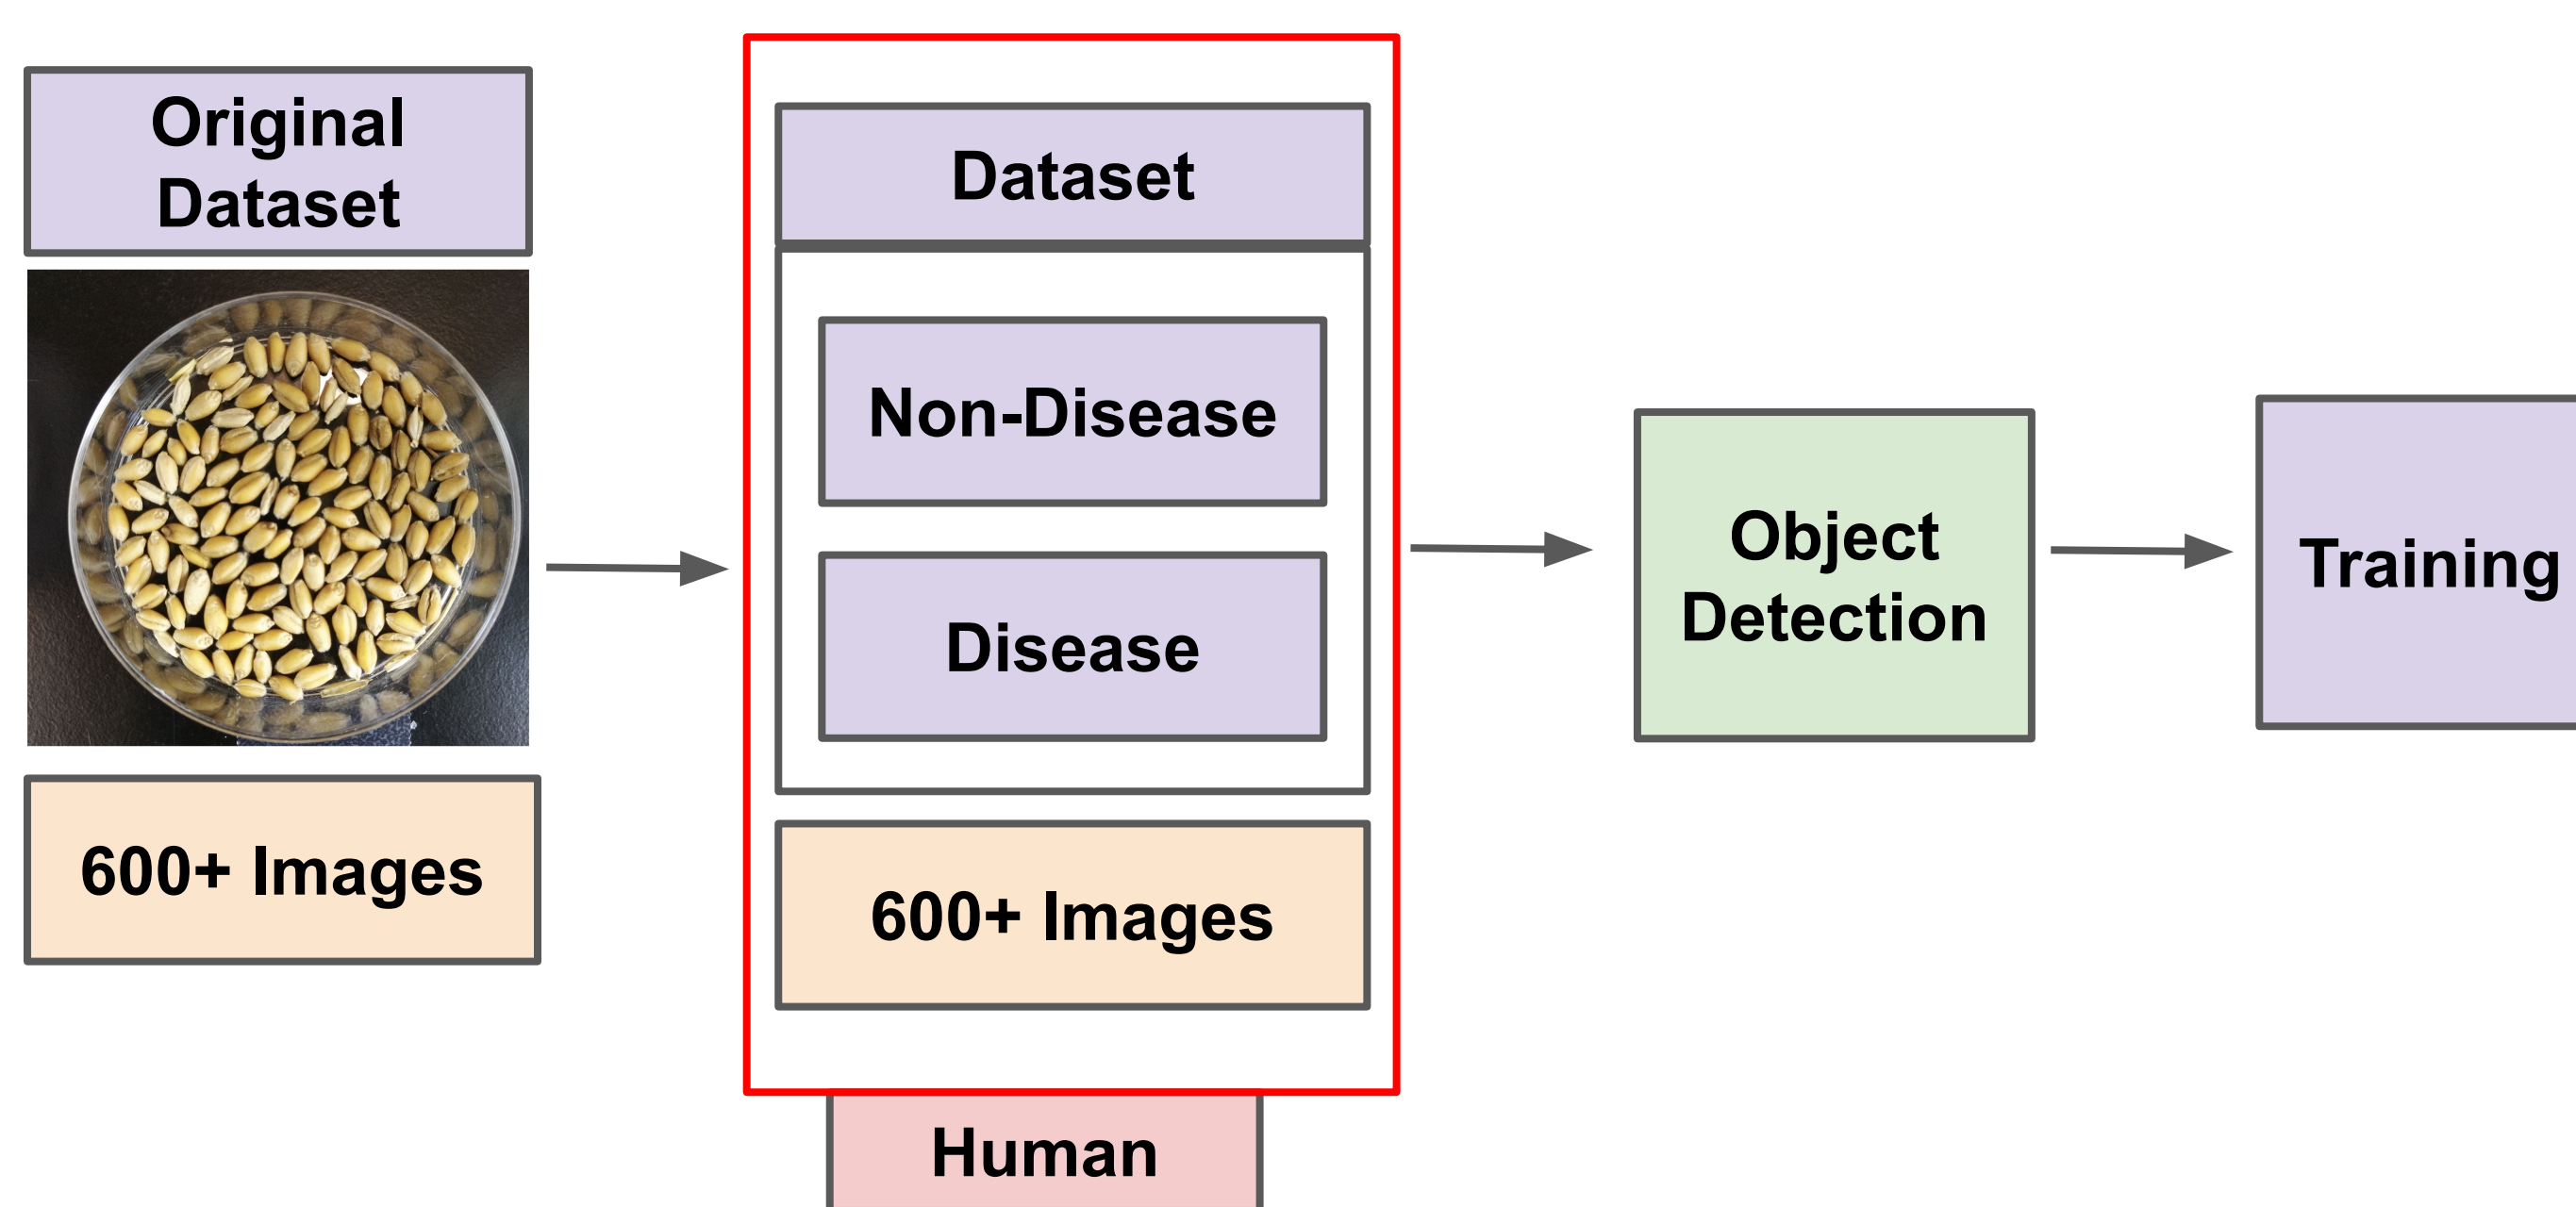 Original
Dataset
600+ Images
Dataset
Non-Disease
Disease
600+ Images
Human
Object
Detection
Training